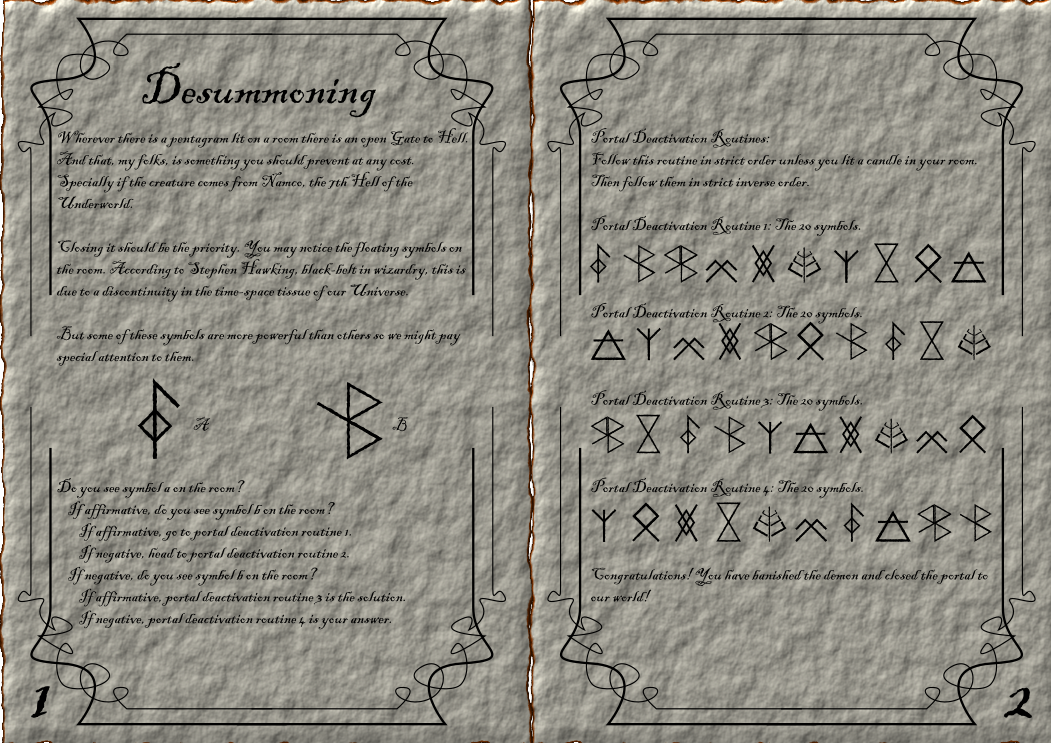 Desummoning
Wherever there is a pentagram lit on a room there is an open Gate to Hell.
And that, my folks, is something you should prevent at any cost.
Specially if the creature comes from Namco, the 7th Hell of the
Underworld.
Closing it should be the priority. You may notice the floating symbols on
the room. According to Stephen Hawking, black-belt in wizardry, this is
due to a discontinuity in the time-space tissue of our Universe.
But some of these symbols are more powerful than others so we might pay
special attention to them.
A
B
Do you see symbol a on the room?
If affirmative, do you see symbol b on the room?
If affirmative, go to portal deactivation routine 1.
If negative, head to portal deactivation routine 2.
If negative, do you see symbol b on the room?
If affirmative, portal deactivation routine 3 is the solution.
If negative, portal deactivation routine 4 is your answer.
1
Portal Deactivation Routines:
Follow this routine in strict order unless you lit a candle in your room.
Then follow them in strict inverse order.
Portal Deactivation Routine 1: The 20 symbols.
Portal Deactivation Routine 2: The 20 symbols.
Portal Deactivation Routine 3: The 20 symbols.
Portal Deactivation Routine 4: The 20 symbols.
Congratulations! You have banished the demon and closed the portal to
our world!
2